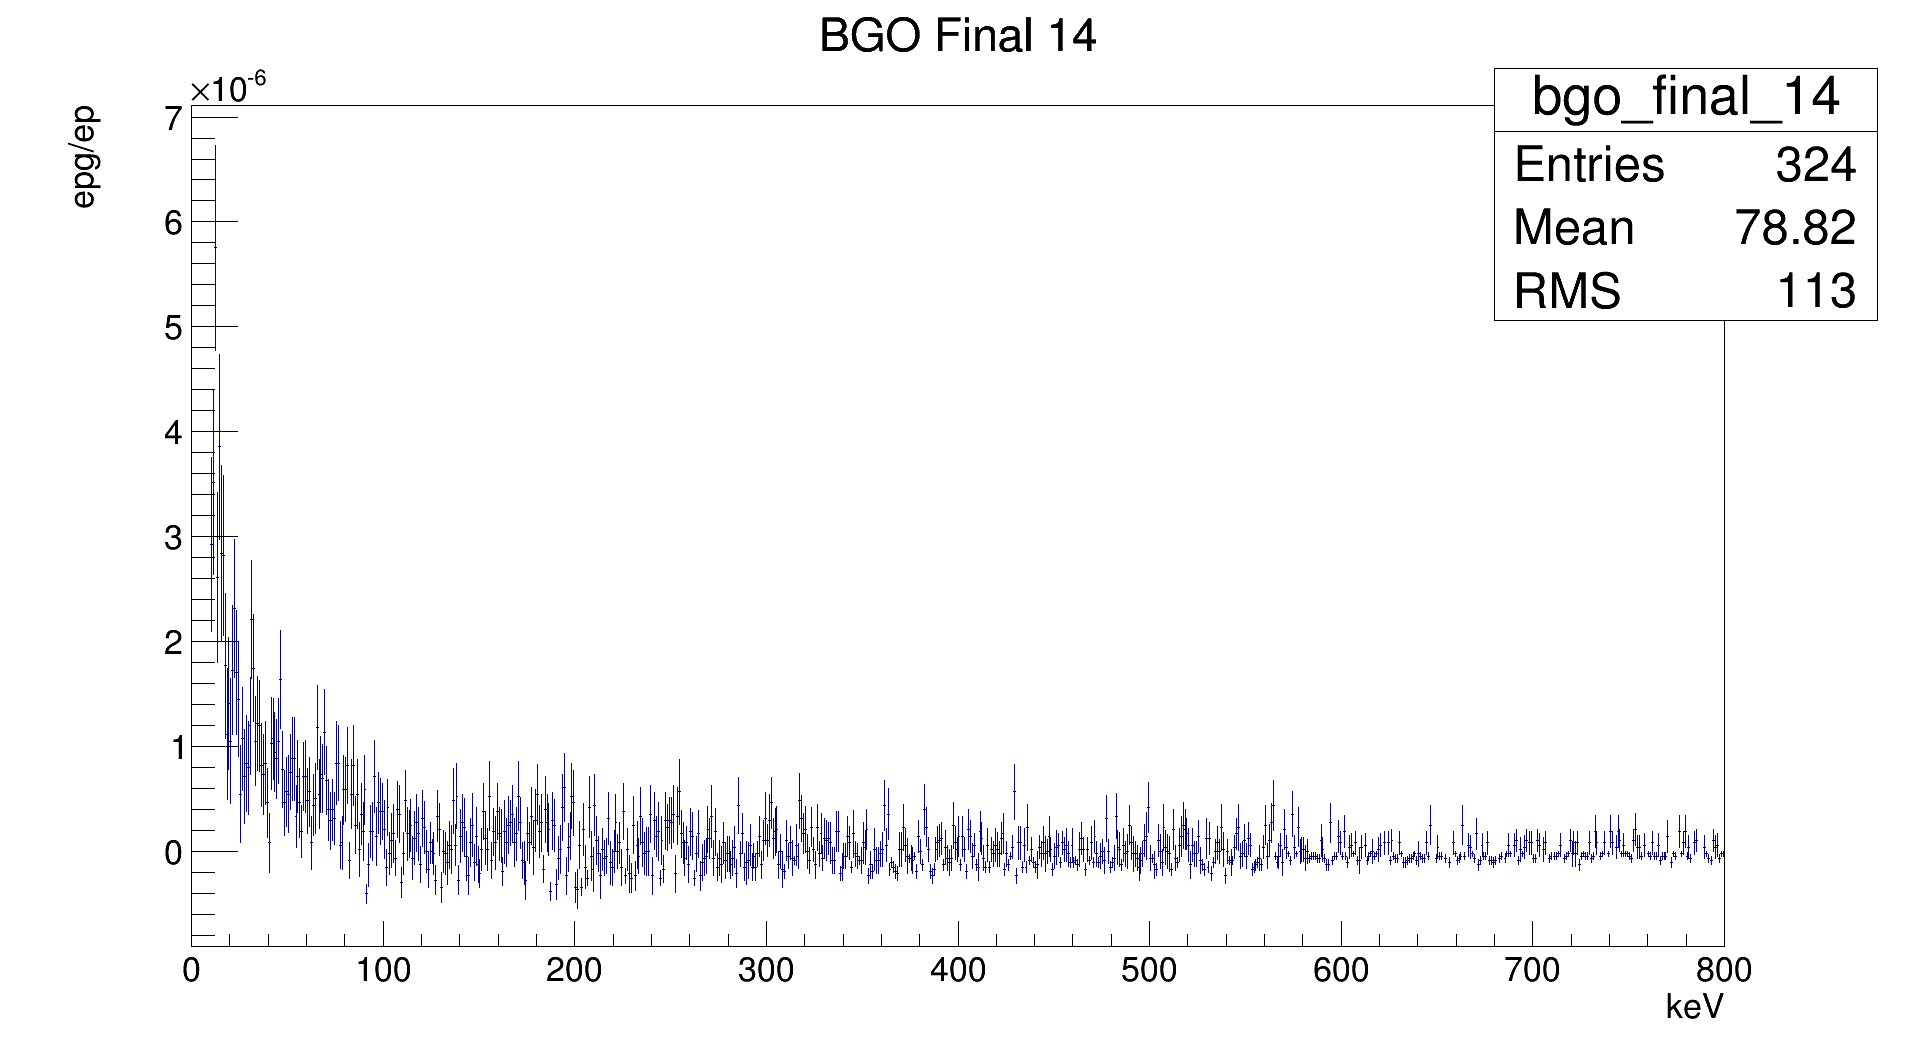 BGO Final 14
×10-6
epg/ep
7
6
5
4
3
2
1
0
bgo_final_14
Entries 324
Mean 78.82
RMS 113
0 100 200 300 400 500 600 700 800
keV